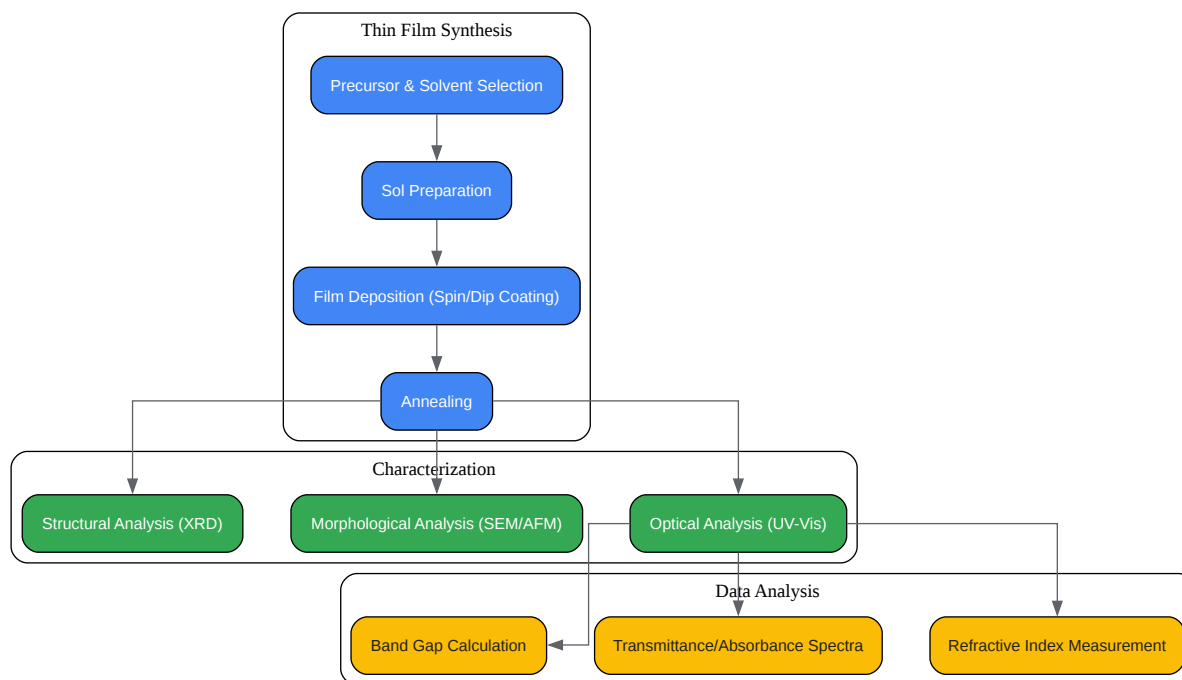 Thin Film Synthesis
Precursor & Solvent Selection
Sol Preparation
Film Deposition (Spin/Dip Coating)
Annealing
Characterization
Structural Analysis (XRD)
Morphological Analysis (SEM/AFM)
Optical Analysis (UV-Vis)
Data Analysis
Band Gap Calculation
Transmittance/Absorbance Spectra
Refractive Index Measurement